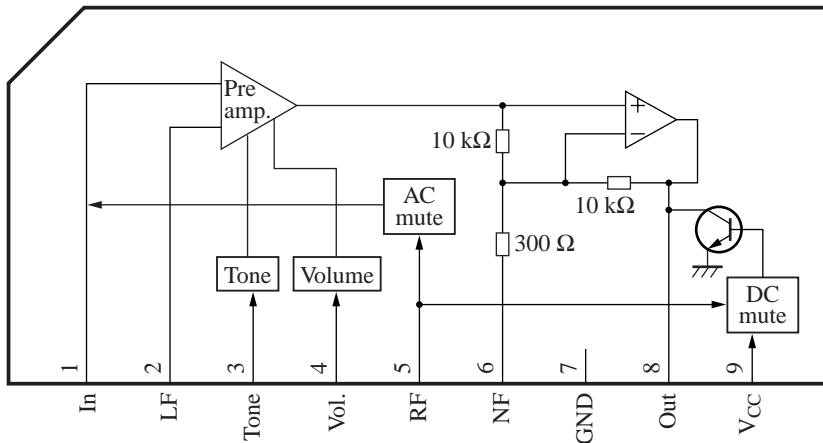 Pre
amp.
10 kΩ
10 kΩ
AC
mute
300 Ω
Tone
Volume
DC
mute
1
2
3
4
5
6
7
8
9
In
LF
Tone
Vol.
RF
NF
GND
Out
VCC